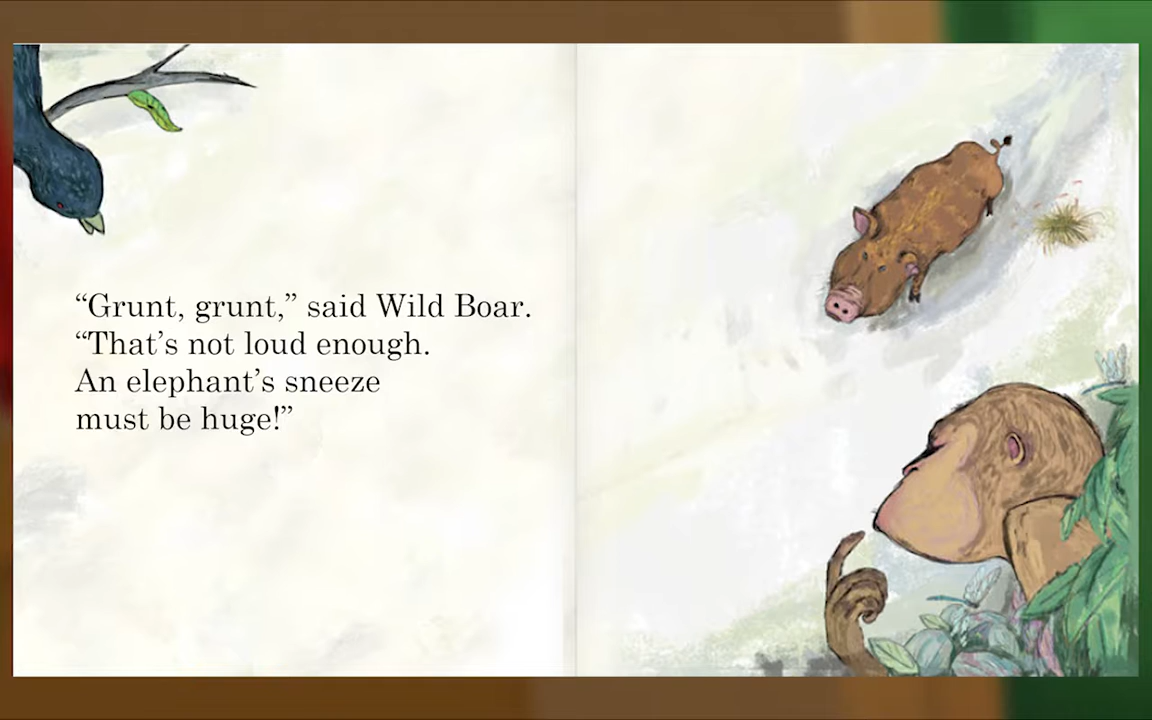 “Grunt, grunt,” said Wild Boar.
“That’s not loud enough.
An elephant’s sneeze
must be huge!”